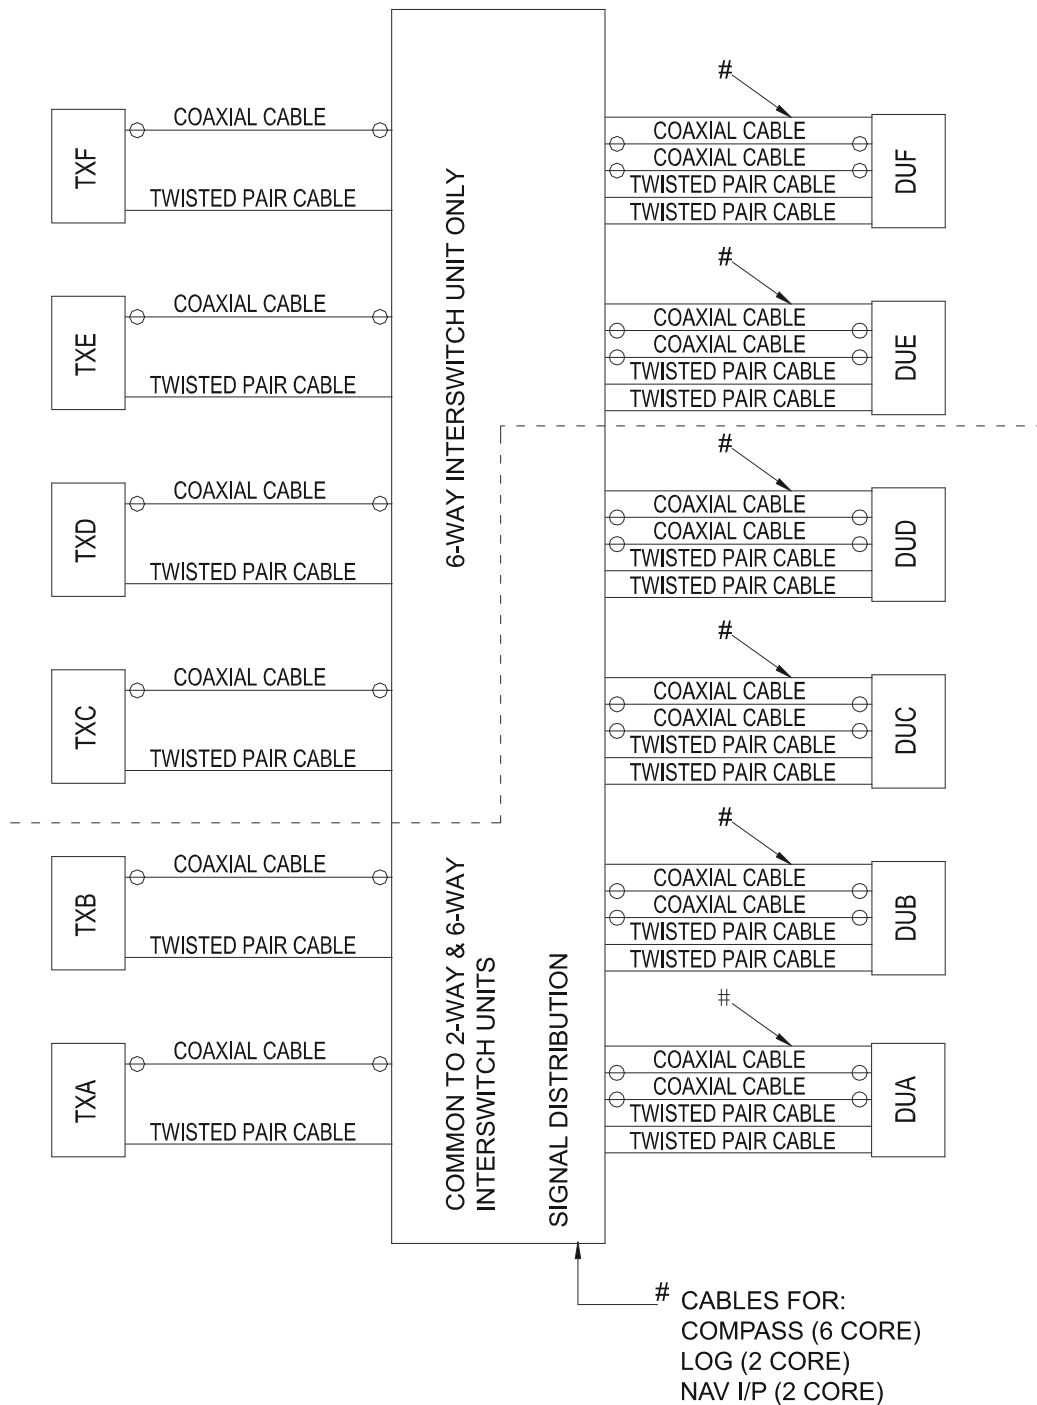 #
COAXIAL CABLE
TWISTED PAIR CABLE
TXF
COAXIAL CABLE
COAXIAL CABLE
TWISTED PAIR CABLE
TWISTED PAIR CABLE
DUF
6-WAY INTERSWITCH UNIT ONLY
#
COAXIAL CABLE
TWISTED PAIR CABLE
TXE
COAXIAL CABLE
COAXIAL CABLE
TWISTED PAIR CABLE
TWISTED PAIR CABLE
DUE
#
COAXIAL CABLE
TWISTED PAIR CABLE
TXD
COAXIAL CABLE
COAXIAL CABLE
TWISTED PAIR CABLE
TWISTED PAIR CABLE
DUD
#
COAXIAL CABLE
TWISTED PAIR CABLE
TXC
COAXIAL CABLE
COAXIAL CABLE
TWISTED PAIR CABLE
TWISTED PAIR CABLE
DUC
#
COAXIAL CABLE
TWISTED PAIR CABLE
TXB
COAXIAL CABLE
COAXIAL CABLE
TWISTED PAIR CABLE
TWISTED PAIR CABLE
DUB
COMMON TO 2-WAY & 6-WAY
INTERSWITCH UNITS
SIGNAL DISTRIBUTION
#
COAXIAL CABLE
TWISTED PAIR CABLE
TXA
COAXIAL CABLE
COAXIAL CABLE
TWISTED PAIR CABLE
TWISTED PAIR CABLE
DUA
# CABLES FOR:
COMPASS (6 CORE)
LOG (2 CORE)
NAV I/P (2 CORE)